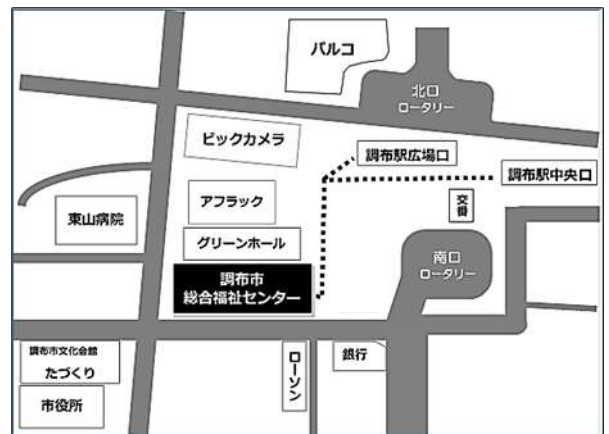 パルコ
北口
ロータリー
ビックカメラ
調布駅広場口
調布駅中央口
アフラック
交番
東山病院
グリーンホール
南口
ロータリー
調布市
総合福祉センター
調布市文化会館
たづくり
市役所
ローソン
銀行